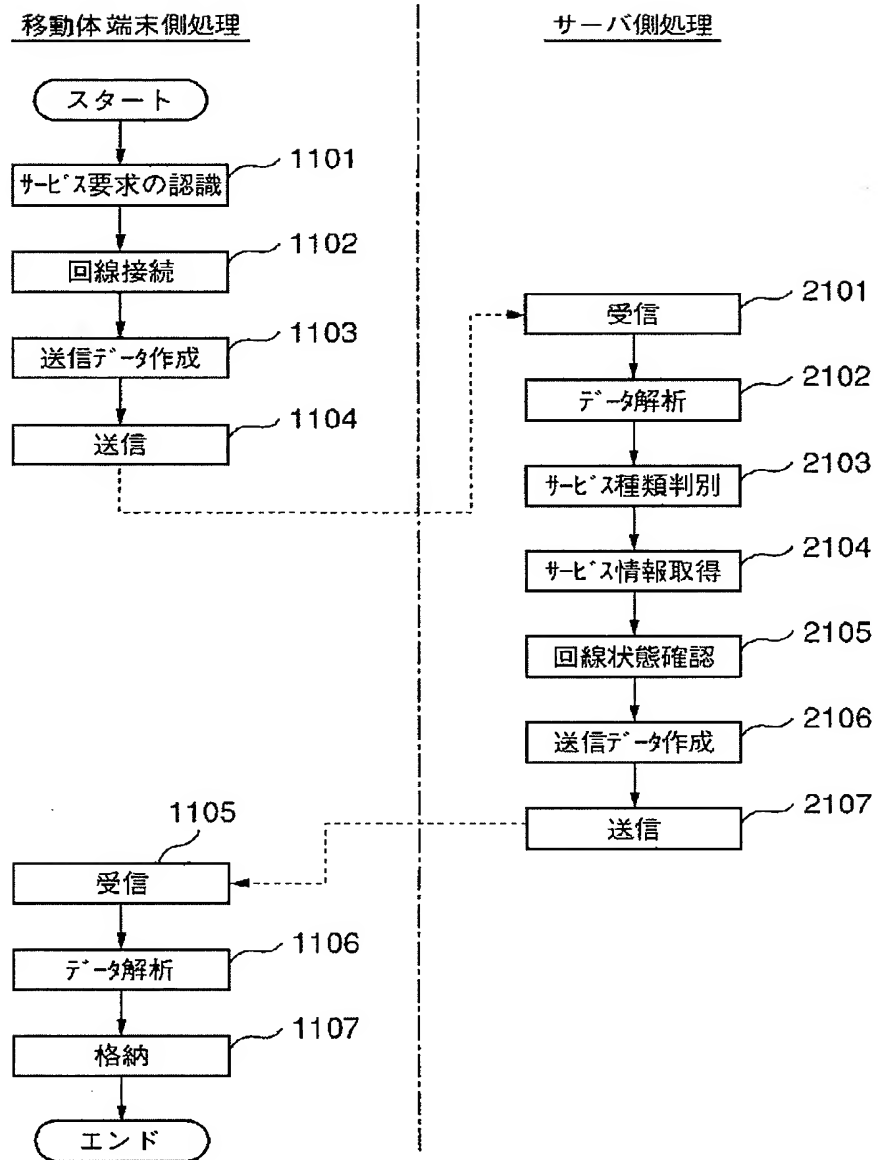 移動体端末側処理
スタート
サービス要求の認識
1101
回線接続
1102
送信データ作成
1103
送信
1104
サーバ側処理
受信
2101
データ解析
2102
サービス種類判別
2103
サービス情報取得
2104
回線状態確認
2105
送信データ作成
2106
送信
2107
1105
受信
データ解析
1106
格納
1107
エンド